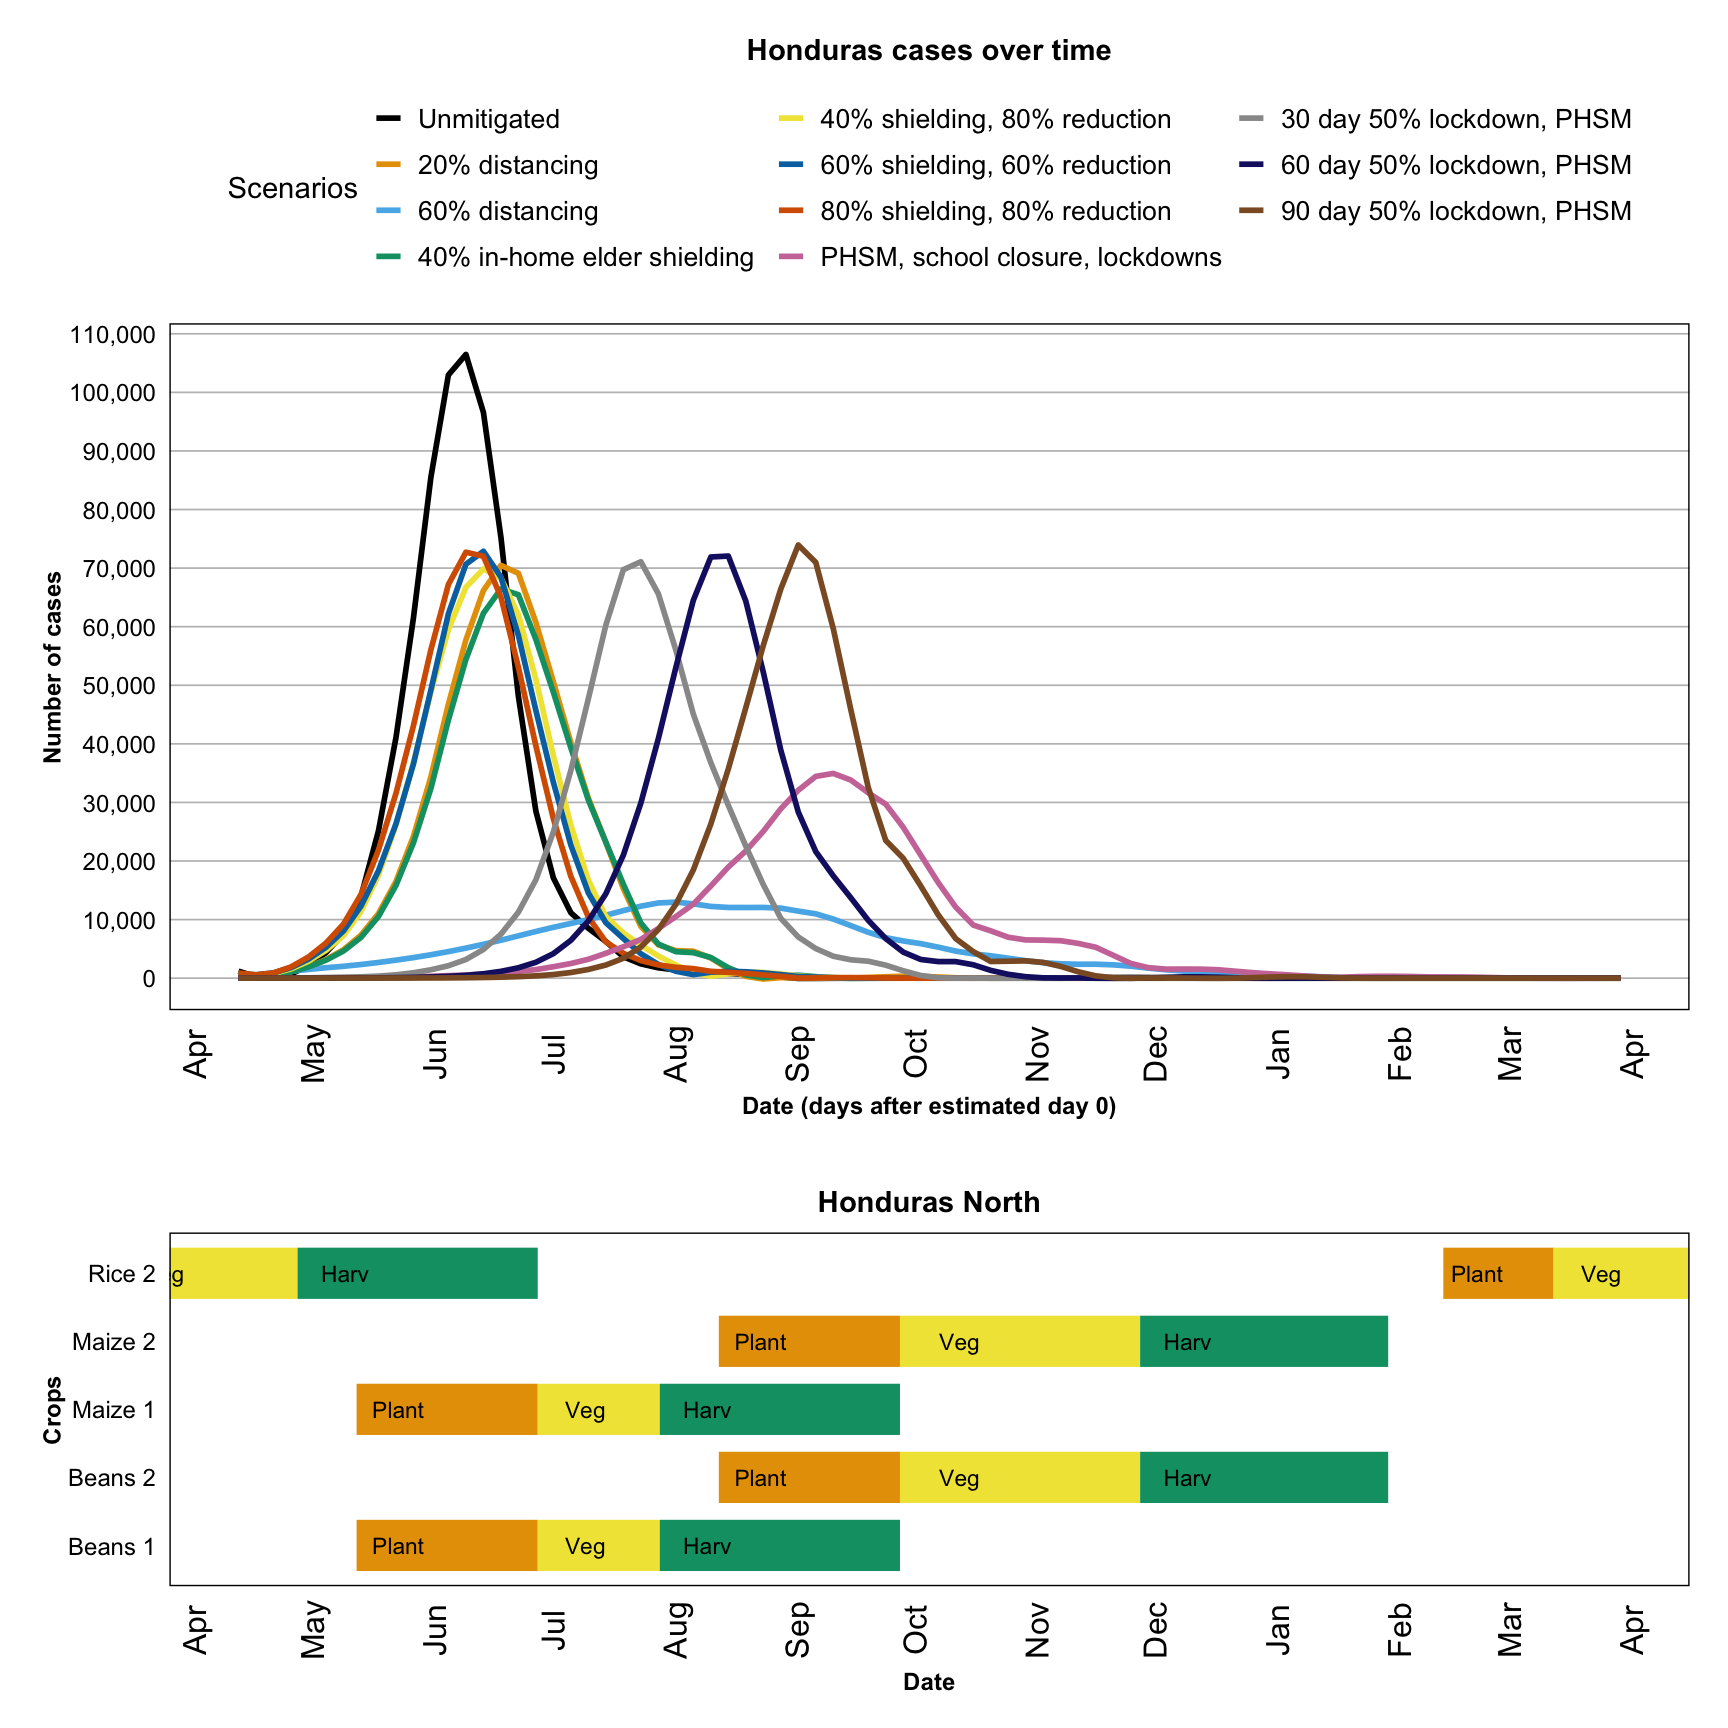 Honduras cases over time
Scenarios
Unmitigated
20% distancing
60% distancing
40% in-home elder shielding
40% shielding, 80% reduction
60% shielding, 60% reduction
80% shielding, 80% reduction
PHSM, school closure, lockdowns
30 day 50% lockdown, PHSM
60 day 50% lockdown, PHSM
90 day 50% lockdown, PHSM
Number of cases
110,000
100,000
90,000
80,000
70,000
60,000
50,000
40,000
30,000
20,000
10,000
0
Apr May Jun Jul Aug Sep Oct Nov Dec Jan Feb Mar Apr
Date (days after estimated day 0)
Honduras North
Crops
Rice 2 g Harv Plant Veg
Maize 2 Plant Veg Harv
Maize 1 Plant Veg Harv
Beans 2 Plant Veg Harv
Beans 1 Plant Veg Harv
Apr May Jun Jul Aug Sep Oct Nov Dec Jan Feb Mar Apr
Date